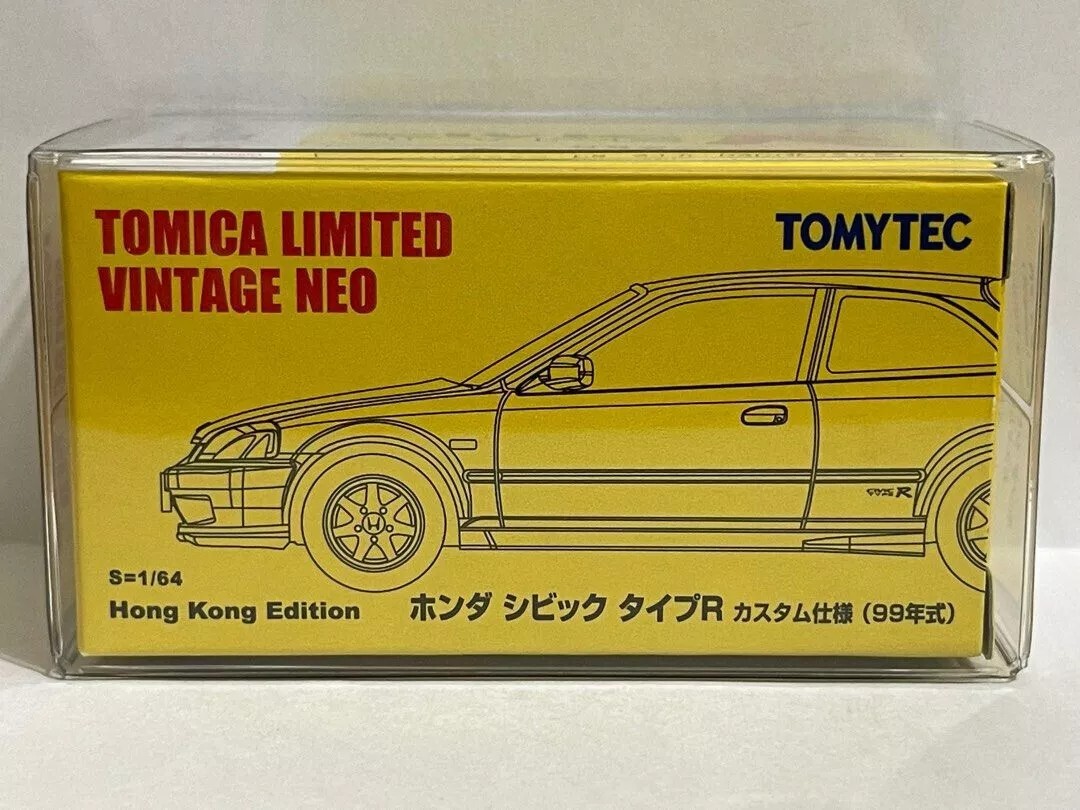 TOMICA LIMITED
VINTAGE NEO
TOMYTEC
CIVIC R
S=1/64
Hong Kong Edition
ホンダ シビック タイプR カスタム仕様 (99年式)